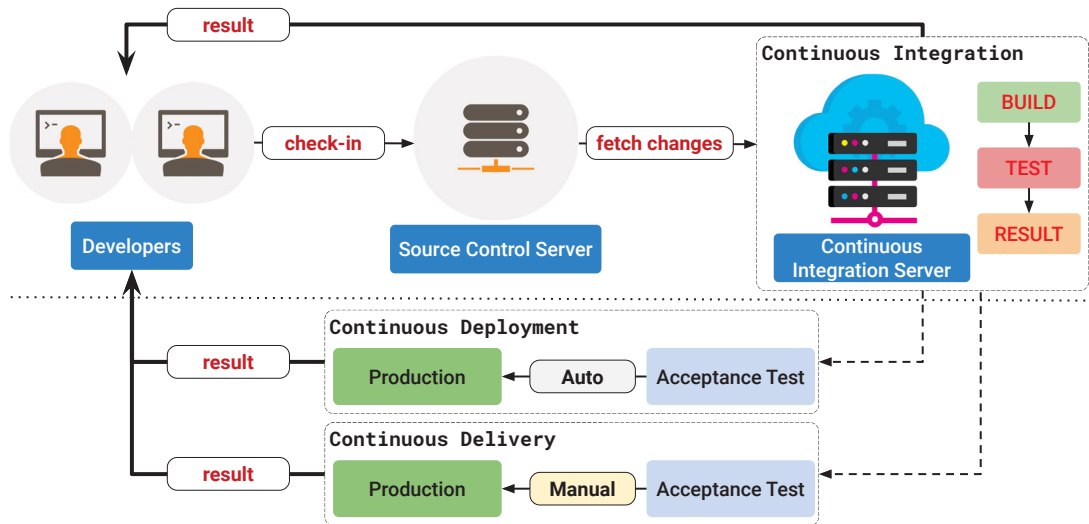 result
Continuous Integration
>-
>-
check-in
fetch changes
BUILD
TEST
RESULT
Developers
Source Control Server
Continuous
Integration Server
Continuous Deployment
result
Production
Auto
Acceptance Test
Continuous Delivery
result
Production
Manual
Acceptance Test